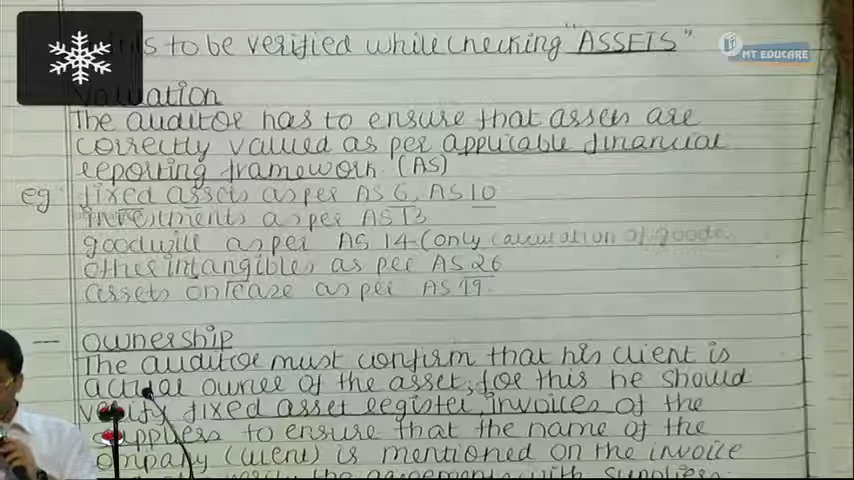 to be verified while checking "ASSETS"
MT EDUCARE
Valuation
The auditor has to ensure that assets are
correctly valued as per applicable financial
reporting framework (AS)
eg fixed assets as per AS 6, AS 10
investments as per AS 13
goodwill as per AS 14 (only calculation of
other intangibles as per AS 26
assets on lease as per AS 19.
— ownership
The auditor must confirm that his client is
actual owner of the asset, for this he should
verify fixed asset register, invoices of the
suppliers to ensure that the name of the
company (client) is mentioned on the invoice
verify the agreements with suppliers.